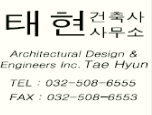 태현 건축사
사무소
Architectural Design &
Engineers Inc. Tae Hyun
TEL : 032-508-6555
FAX : 032-508-6553